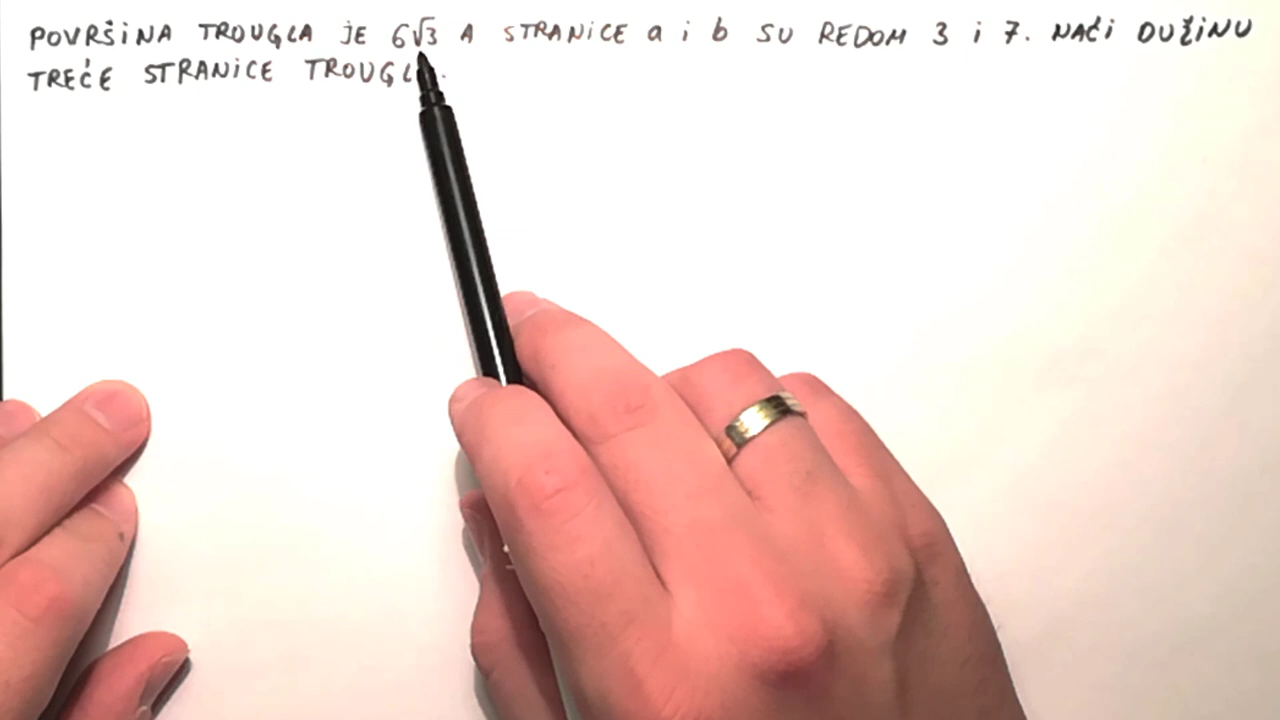 POVRŠINA TROUGLA JE 6√3 A STRANICE a i b SU REDOM 3 i 7. NAĆI DUŽINU
TREĆE STRANICE